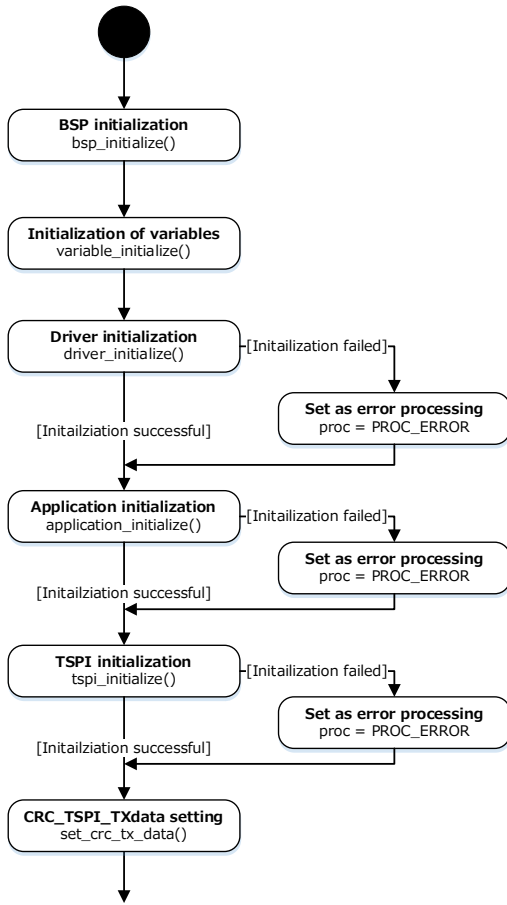 BSP initialization
bsp_initialize()
Initialization of variables
variable_initialize()
Driver initialization
driver_initialize()
[Initailization failed]
Set as error processing
proc = PROC_ERROR
[Initailziation successful]
Application initialization
application_initialize()
[Initailization failed]
Set as error processing
proc = PROC_ERROR
[Initailziation successful]
TSPI initialization
tspi_initialize()
[Initailization failed]
Set as error processing
proc = PROC_ERROR
[Initailziation successful]
CRC_TSPI_TXdata setting
set_crc_tx_data()